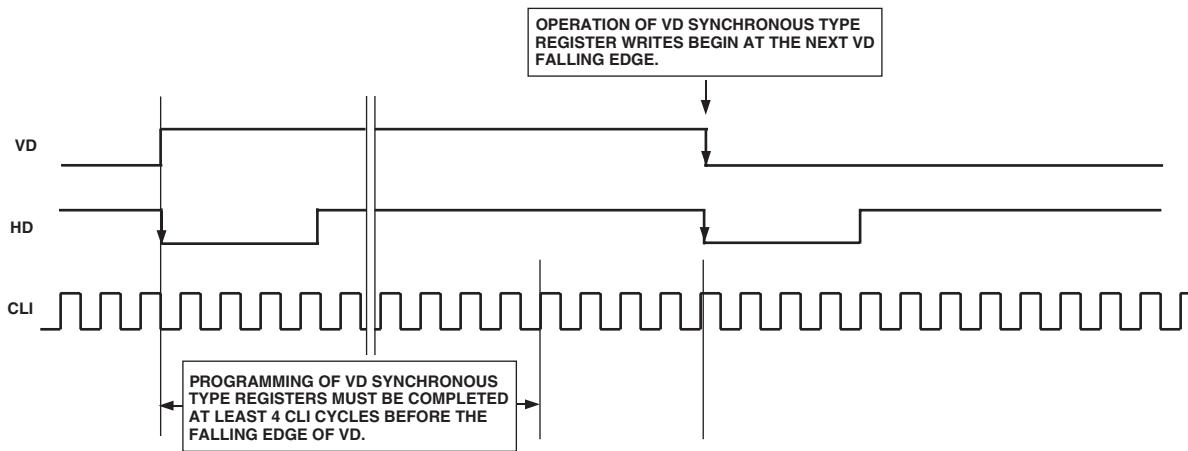 OPERATION OF VD SYNCHRONOUS TYPE
REGISTER WRITES BEGIN AT THE NEXT VD
FALLING EDGE.
VD
HD
CLI
PROGRAMMING OF VD SYNCHRONOUS
TYPE REGISTERS MUST BE COMPLETED
AT LEAST 4 CLI CYCLES BEFORE THE
FALLING EDGE OF VD.